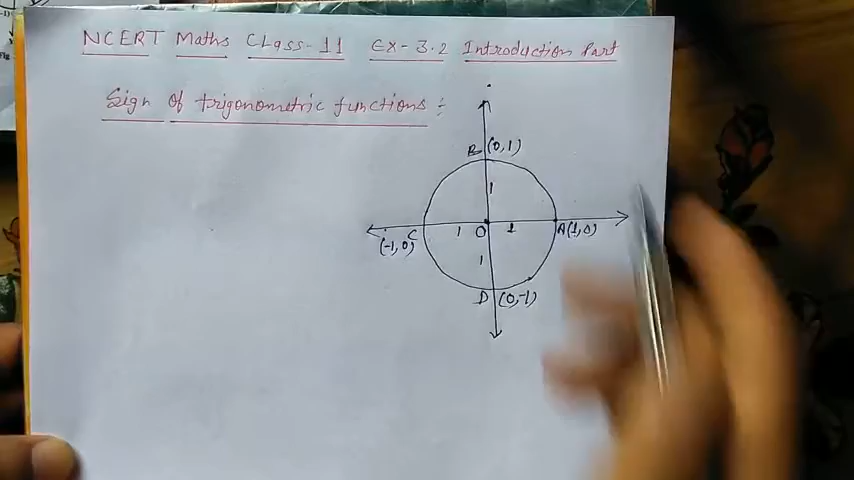 NCERT Maths Class-11 Ex-3.2 Introduction Part
Sign of trigonometric functions :
B (0,1)
1
C 1 O 1 A(1,0)
(-1,0)
1
D (0,-1)